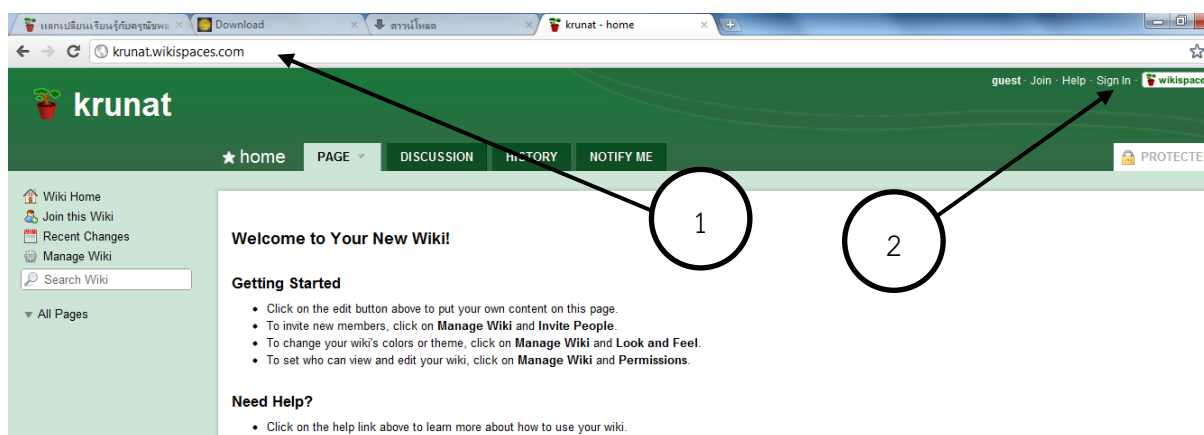 แลกเปลี่ยนเรียนรู้กับครูณัชพล Download ดาวน์โหลด krunat - home
krunat.wikispaces.com
guest · Join · Help · Sign In · wikispace
krunat
home PAGE DISCUSSION HISTORY NOTIFY ME PROTECTE
Wiki Home
Join this Wiki
Recent Changes
Manage Wiki
Search Wiki
All Pages
1
2
Welcome to Your New Wiki!
Getting Started
• Click on the edit button above to put your own content on this page.
• To invite new members, click on Manage Wiki and Invite People.
• To change your wiki's colors or theme, click on Manage Wiki and Look and Feel.
• To set who can view and edit your wiki, click on Manage Wiki and Permissions.
Need Help?
• Click on the help link above to learn more about how to use your wiki.